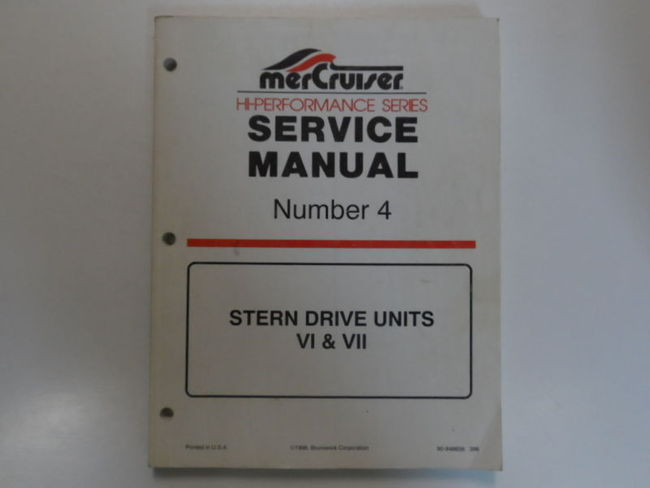 merCruiser
HI-PERFORMANCE SERIES
SERVICE
MANUAL
Number 4
STERN DRIVE UNITS
VI & VII
Printed in U.S.A.
Brunswick Corporation